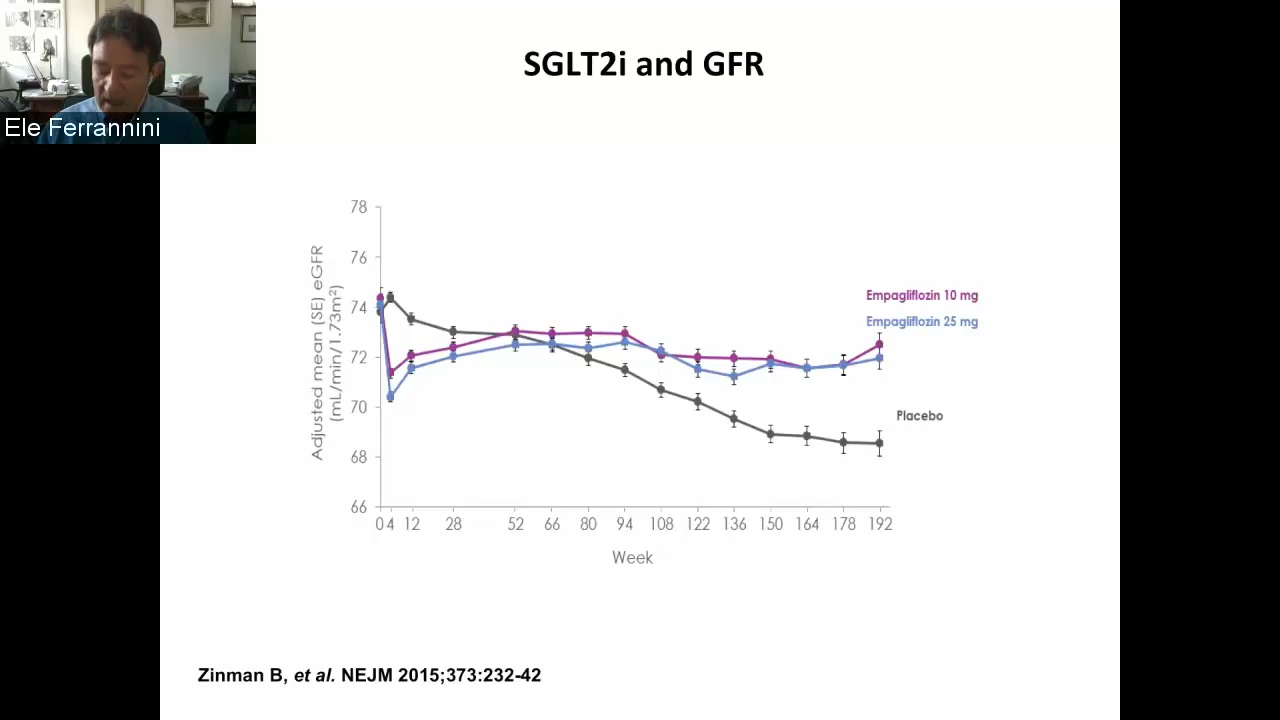 Ele Ferrannini
SGLT2i and GFR
Adjusted mean (SE) eGFR
(mL/min/1.73m²)
78
76
74
72
70
68
66
0 4 12 28 52 66 80 94 108 122 136 150 164 178 192
Week
Empagliflozin 10 mg
Empagliflozin 25 mg
Placebo
Zinman B, et al. NEJM 2015;373:232-42